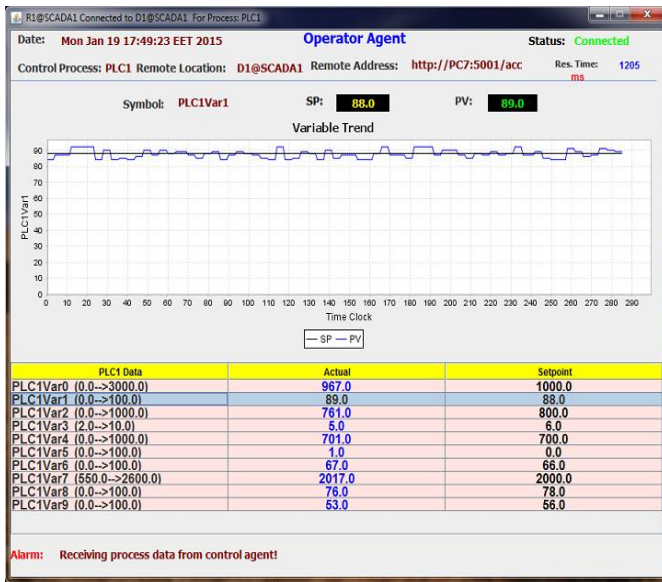 R1@SCADA1 Connected to D1@SCADA1 For Process: PLC1
Date: Mon Jan 19 17:49:23 EET 2015 Operator Agent Status: Connected
Control Process: PLC1 Remote Location: D1@SCADA1 Remote Address: http://PC7:5001/acc Res. Time: 1205
ms
Symbol: PLC1Var1 SP: 88.0 PV: 89.0
Variable Trend
PLC1Var1
90
80
70
60
50
40
30
20
10
0
0 10 20 30 40 50 60 70 80 90 100 110 120 130 140 150 160 170 180 190 200 210 220 230 240 250 260 270 280 290
Time Clock
SP PV
PLC1 Data Actual Setpoint
PLC1Var0 (0.0-->3000.0) 967.0 1000.0
PLC1Var1 (0.0-->100.0) 89.0 88.0
PLC1Var2 (0.0-->1000.0) 761.0 800.0
PLC1Var3 (2.0-->10.0) 5.0 6.0
PLC1Var4 (0.0-->1000.0) 701.0 700.0
PLC1Var5 (0.0-->100.0) 1.0 0.0
PLC1Var6 (0.0-->100.0) 67.0 66.0
PLC1Var7 (550.0-->2600.0) 2017.0 2000.0
PLC1Var8 (0.0-->100.0) 76.0 78.0
PLC1Var9 (0.0-->100.0) 53.0 56.0
Alarm: Receiving process data from control agent!